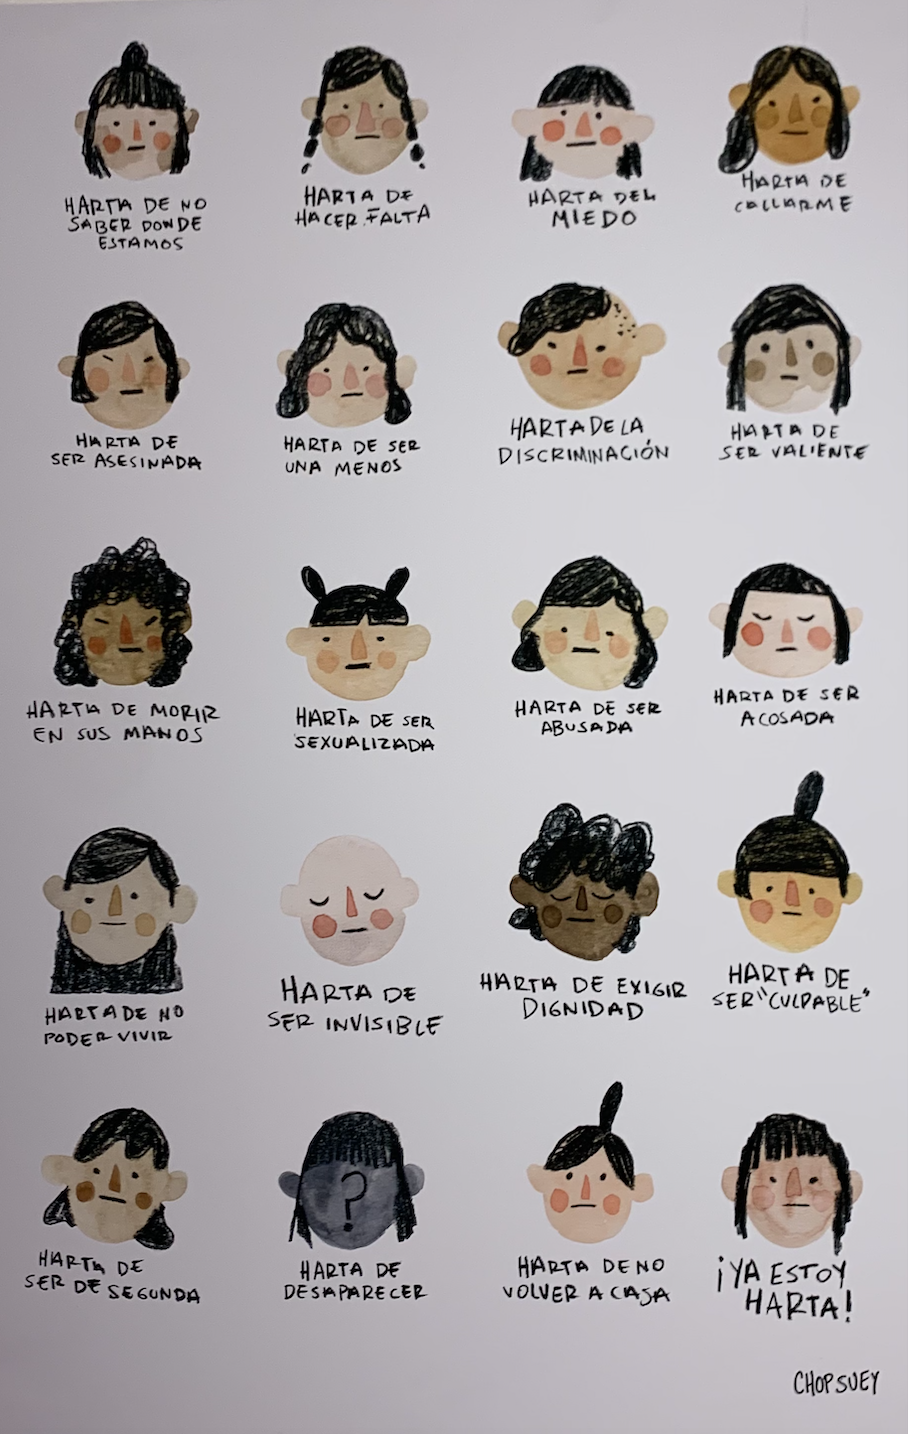 HARTA DE NO
SABER DONDE
ESTAMOS
HARTA DE
HACER FALTA
HARTA DEL
MIEDO
HARTA DE
CALLARME
HARTA DE
SER ASESINADA
HARTA DE SER
UNA MENOS
HARTA DE LA
DISCRIMINACIÓN
HARTA DE
SER VALIENTE
HARTA DE MORIR
EN SUS MANOS
HARTA DE SER
SEXUALIZADA
HARTA DE SER
ABUSADA
HARTA DE SER
ACOSADA
HARTA DE NO
PODER VIVIR
HARTA DE
SER INVISIBLE
HARTA DE EXIGIR
DIGNIDAD
HARTA DE
SER "CULPABLE"
HARTA DE
SER DE SEGUNDA
?
HARTA DE
DESAPARECER
HARTA DE NO
VOLVER A CASA
¡YA ESTOY
HARTA!
CHOPSUEY